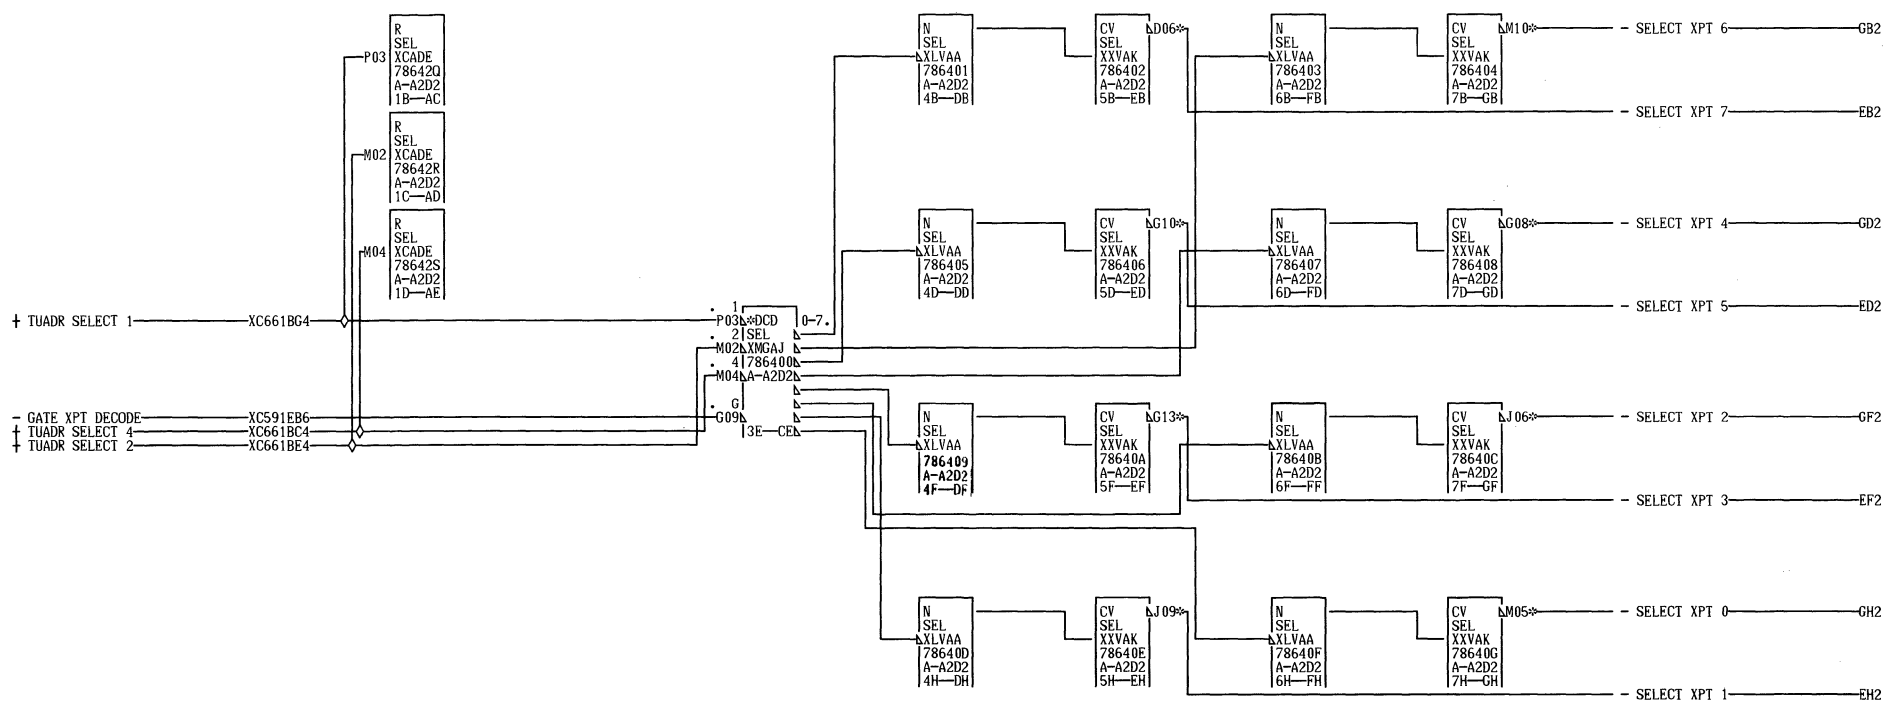 R
SEL
P03 XCADE
78642Q
A-A2D2
1B—AC
R
SEL
M02 XCADE
78642R
A-A2D2
1C—AD
R
SEL
M04 XCADE
78642S
A-A2D2
1D—AE
+ TUADR SELECT 1 XC661BG4
- GATE XPT DECODE XC591EB6
+ TUADR SELECT 4 XC661BC4
+ TUADR SELECT 2 XC661BE4
1
P03 *DCD 0-7.
2 SEL
M02 XMGAJ
4 786400
M04 A-A2D2
G
G09
3E—CE
N
SEL
XLVAA
786401
A-A2D2
4B—DB
CV D06*
SEL
XXVAK
786402
A-A2D2
5B—EB
N
SEL
XLVAA
786403
A-A2D2
6B—FB
CV M10*
SEL
XXVAK
786404
A-A2D2
7B—GB
- SELECT XPT 6 GB2
- SELECT XPT 7 EB2
N
SEL
XLVAA
786405
A-A2D2
4D—DD
CV G10*
SEL
XXVAK
786406
A-A2D2
5D—ED
N
SEL
XLVAA
786407
A-A2D2
6D—FD
CV G08*
SEL
XXVAK
786408
A-A2D2
7D—GD
- SELECT XPT 4 GD2
- SELECT XPT 5 ED2
N
SEL
XLVAA
786409
A-A2D2
4F—DF
CV G13*
SEL
XXVAK
78640A
A-A2D2
5F—EF
N
SEL
XLVAA
78640B
A-A2D2
6F—FF
CV J06*
SEL
XXVAK
78640C
A-A2D2
7F—GF
- SELECT XPT 2 GF2
- SELECT XPT 3 EF2
N
SEL
XLVAA
78640D
A-A2D2
4H—DH
CV J09*
SEL
XXVAK
78640E
A-A2D2
5H—EH
N
SEL
XLVAA
78640F
A-A2D2
6H—FH
CV M05*
SEL
XXVAK
78640G
A-A2D2
7H—GH
- SELECT XPT 0 GH2
- SELECT XPT 1 EH2